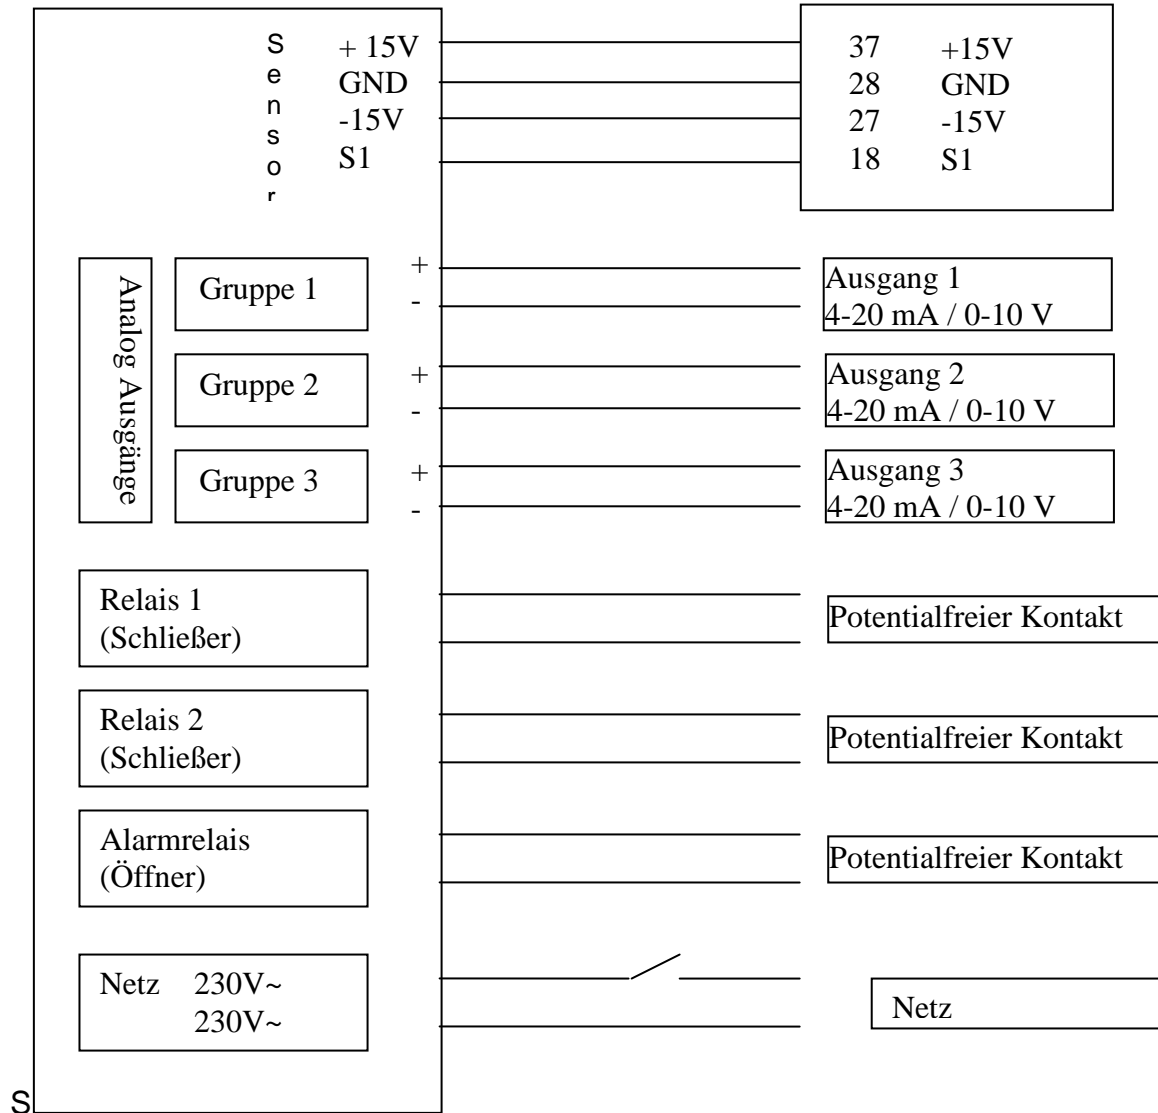 Sensor
+ 15V
GND
-15V
S1
37 +15V
28 GND
27 -15V
18 S1
Analog Ausgänge
Gruppe 1
+
-
Ausgang 1
4-20 mA / 0-10 V
Gruppe 2
+
-
Ausgang 2
4-20 mA / 0-10 V
Gruppe 3
+
-
Ausgang 3
4-20 mA / 0-10 V
Relais 1
(Schließer)
Potentialfreier Kontakt
Relais 2
(Schließer)
Potentialfreier Kontakt
Alarmrelais
(Öffner)
Potentialfreier Kontakt
Netz 230V~
230V~
Netz
S